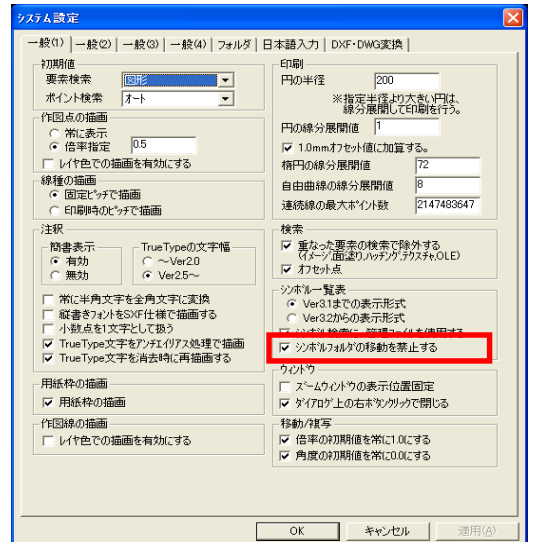 システム設定
一般(1) 一般(2) 一般(3) 一般(4) フォルダ 日本語入力 DXF・DWG変換
初期値
要素検索 図形
ポイント検索 オート
作図点の描画
常に表示
倍率指定 0.5
レイヤ色での描画を有効にする
線種の描画
固定ピッチで描画
印刷時のピッチで描画
注釈
簡書表示
有効
無効
TrueTypeの文字幅
~Ver2.0
Ver2.5~
常に半角文字を全角文字に変換
縦書きフォントをSXF仕様で描画する
小数点を1文字として扱う
TrueType文字をアンチエイリアス処理で描画
TrueType文字を消去時に再描画する
用紙枠の描画
用紙枠の描画
作図線の描画
レイヤ色での描画を有効にする
印刷
円の半径 200
※指定半径より大きい円は、
線分展開して印刷を行う。
円の線分展開値 1
1.0mmオフセット値に加算する。
楕円の線分展開値 72
自由曲線の線分展開値 8
連続線の最大ポイント数 2147483647
検索
重なった要素の検索で除外する
(イメージ,面塗り,ハッチング,テクスチャ,OLE)
オフセット点
シンボル一覧表
Ver3.1までの表示形式
Ver3.2からの表示形式
シンボル検索に、管理ファイルを使用する
シンボルフォルダの移動を禁止する
ウィンドウ
ズームウィンドウの表示位置固定
ダイアログ上の右ボタンクリックで閉じる
移動/複写
倍率の初期値を常に1.0にする
角度の初期値を常に0.0にする
OK キャンセル 適用(A)